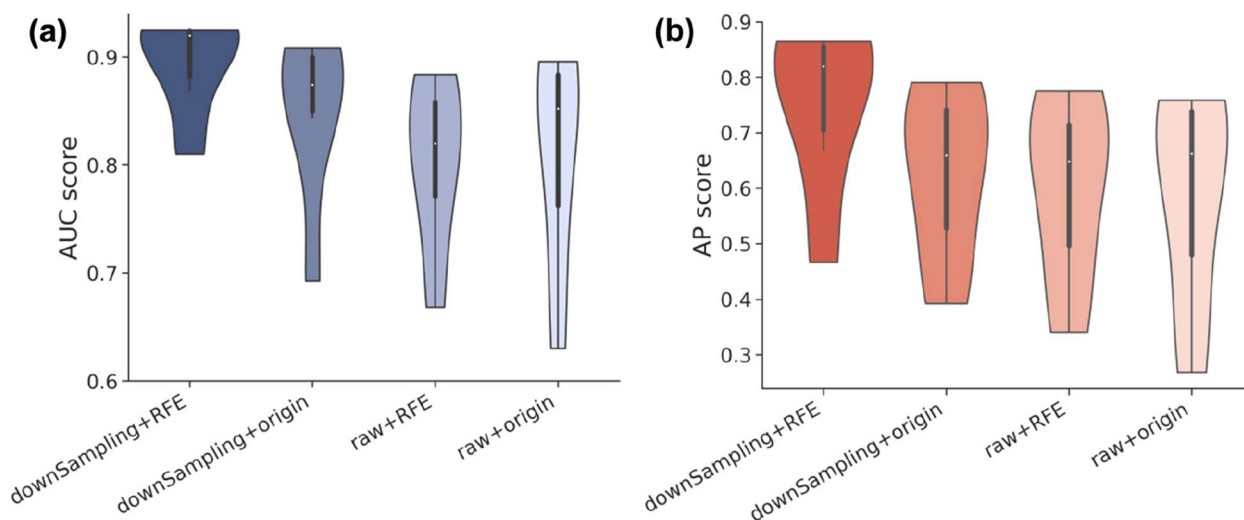 (a)
AUC score
0.9
0.8
0.7
0.6
downSampling+RFE
downSampling+origin
raw+RFE
raw+origin
(b)
AP score
0.9
0.8
0.7
0.6
0.5
0.4
0.3
downSampling+RFE
downSampling+origin
raw+RFE
raw+origin